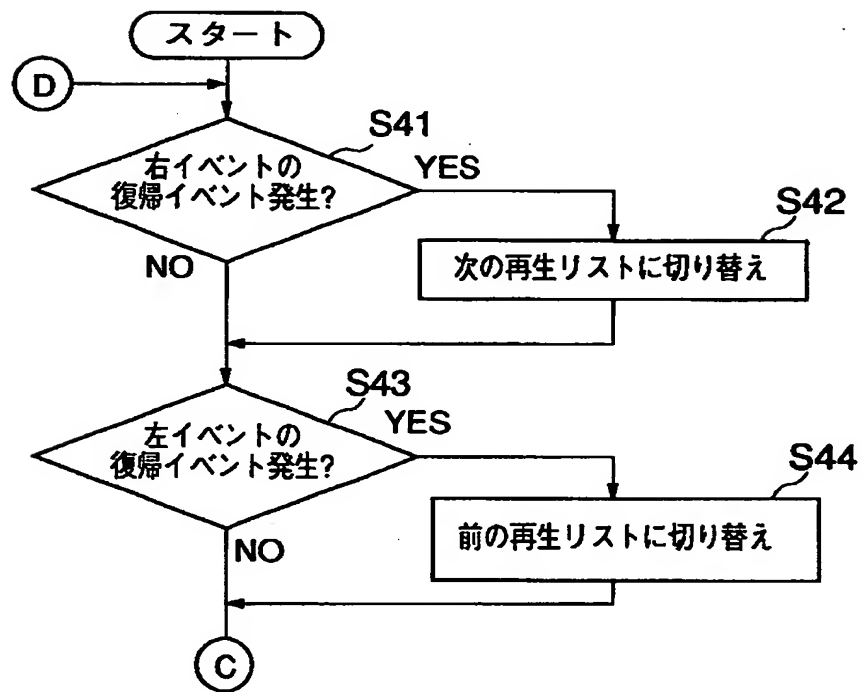 スタート
D
S41
右イベントの
復帰イベント発生?
YES
S42
次の再生リストに切り替え
NO
S43
左イベントの
復帰イベント発生?
YES
S44
前の再生リストに切り替え
NO
C